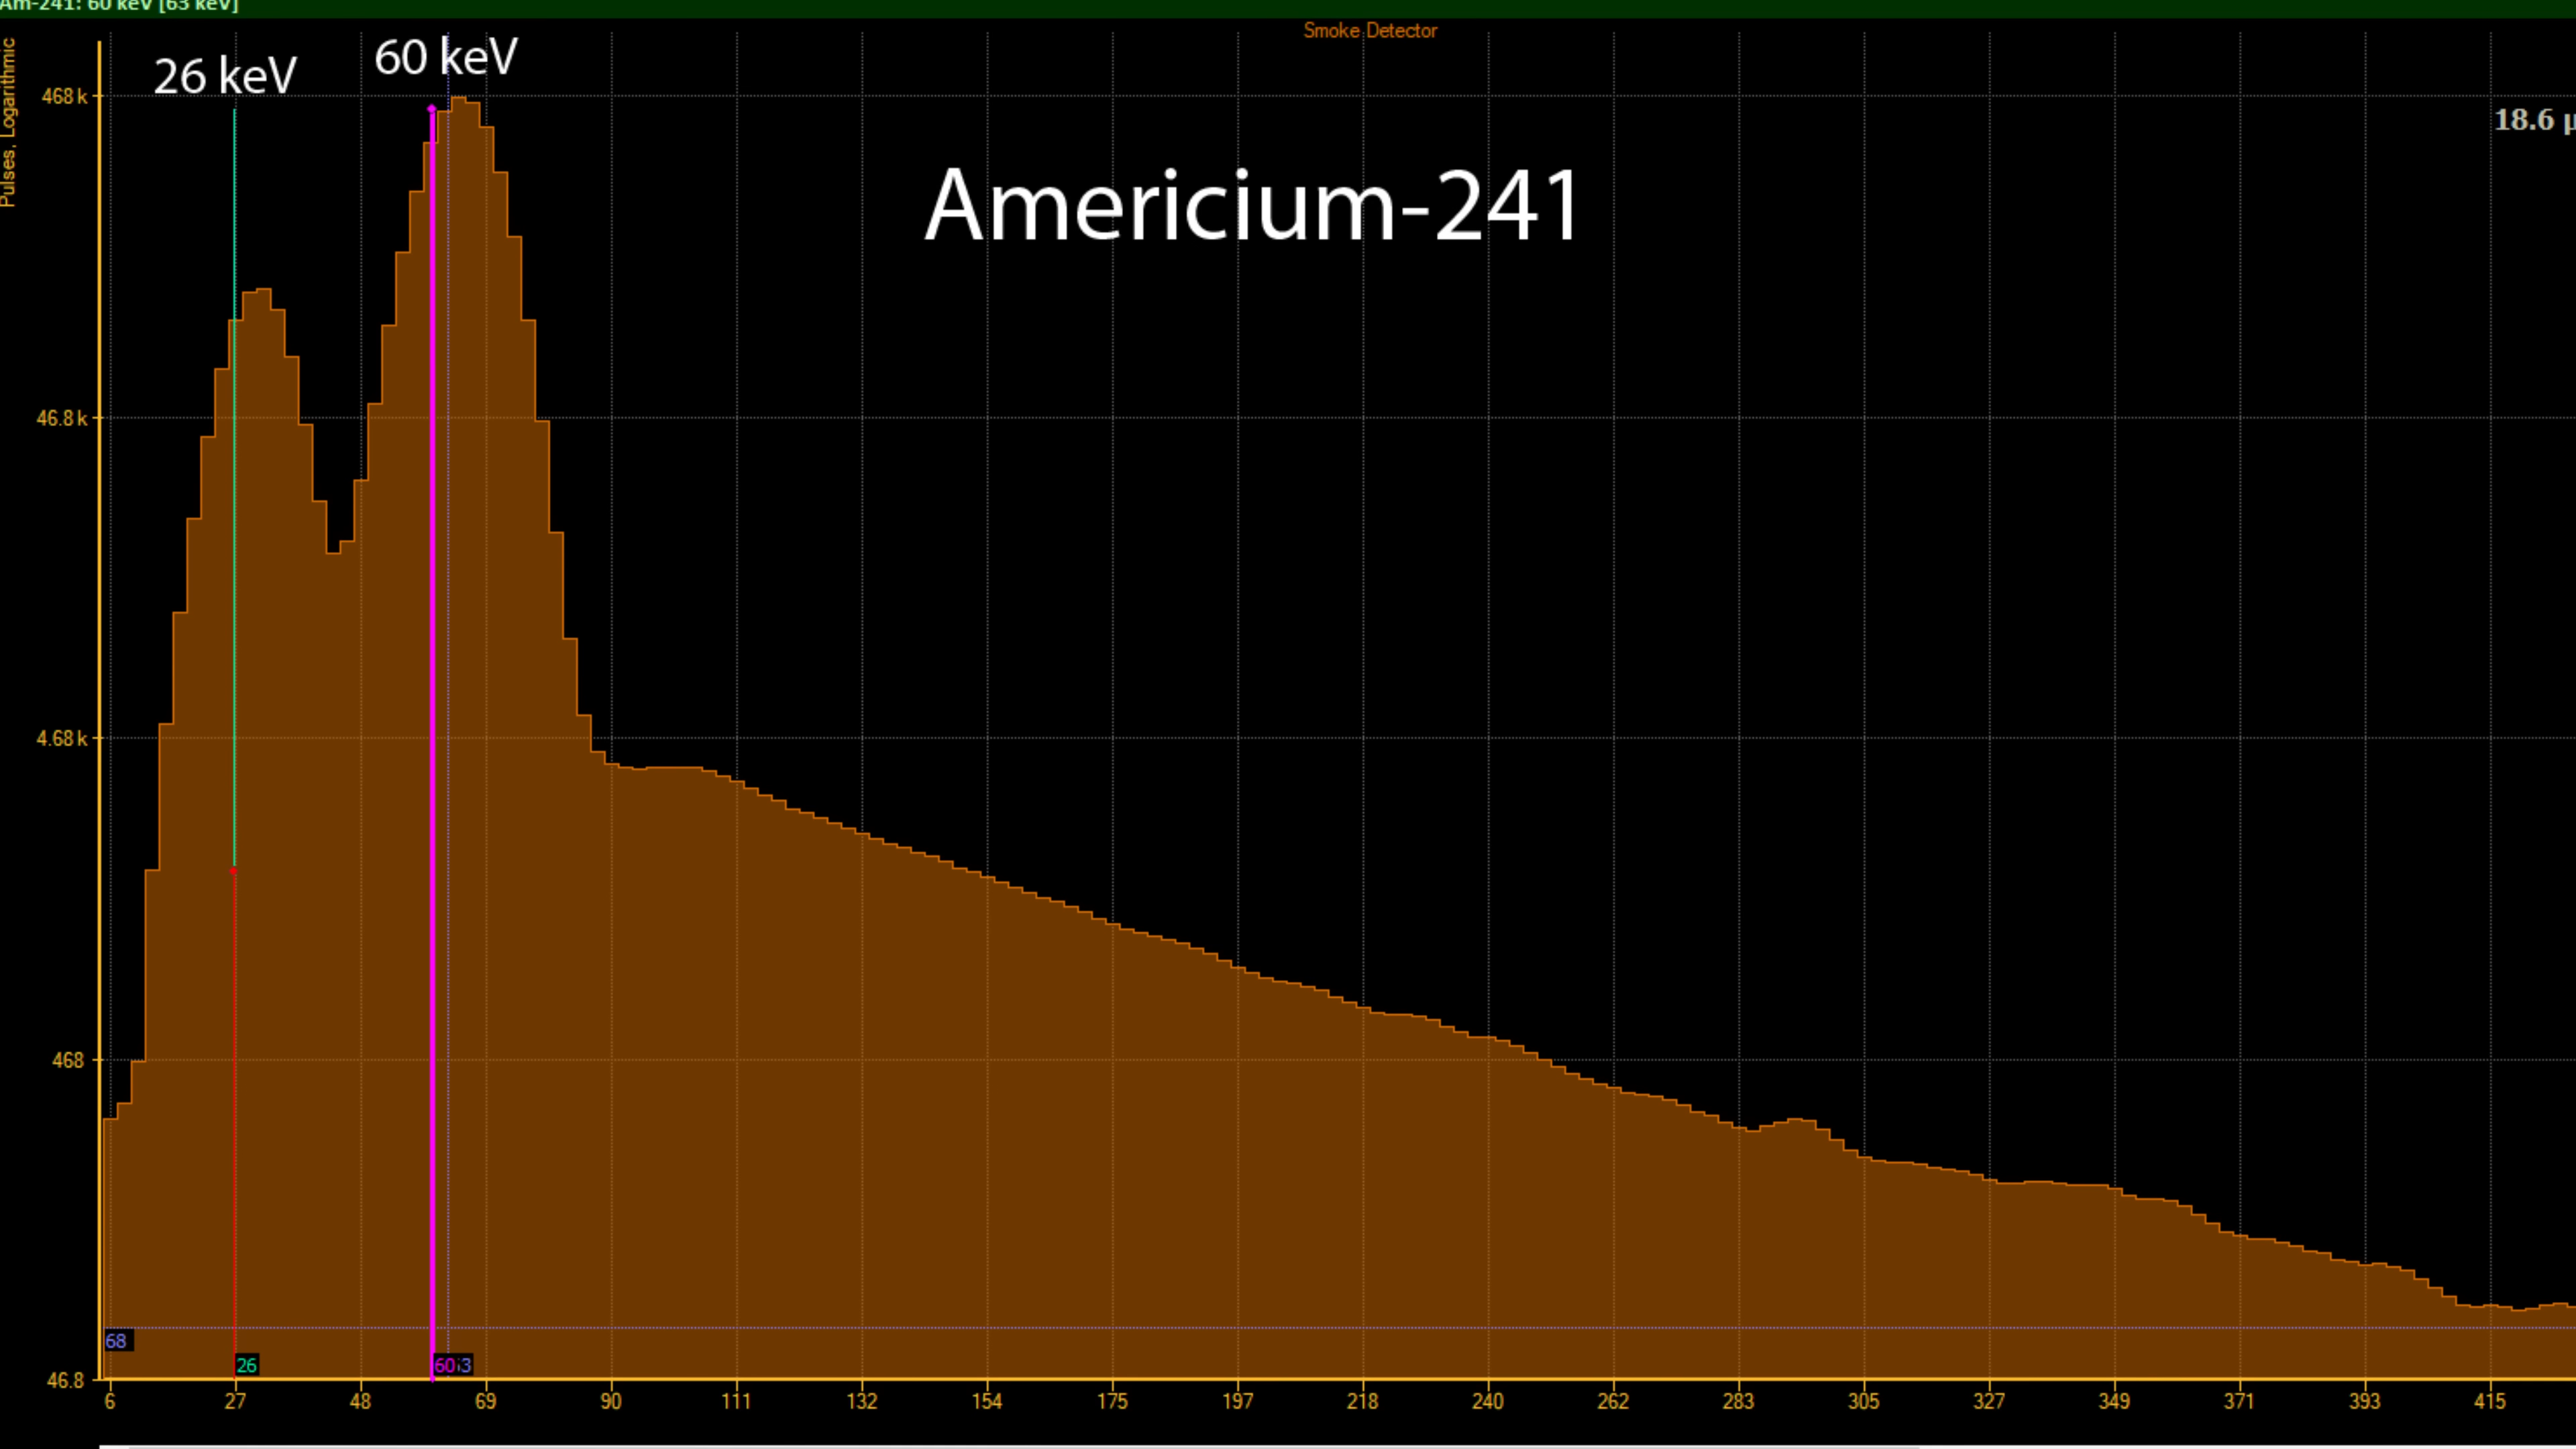 Am-241: 60 keV [63 keV]
Smoke Detector
26 keV
60 keV
Pulses, Logarithmic
468 k
18.6 µ
Americium-241
46.8 k
4.68 k
468
68
26
60
46.8
6 27 48 69 90 111 132 154 175 197 218 240 262 283 305 327 349 371 393 415